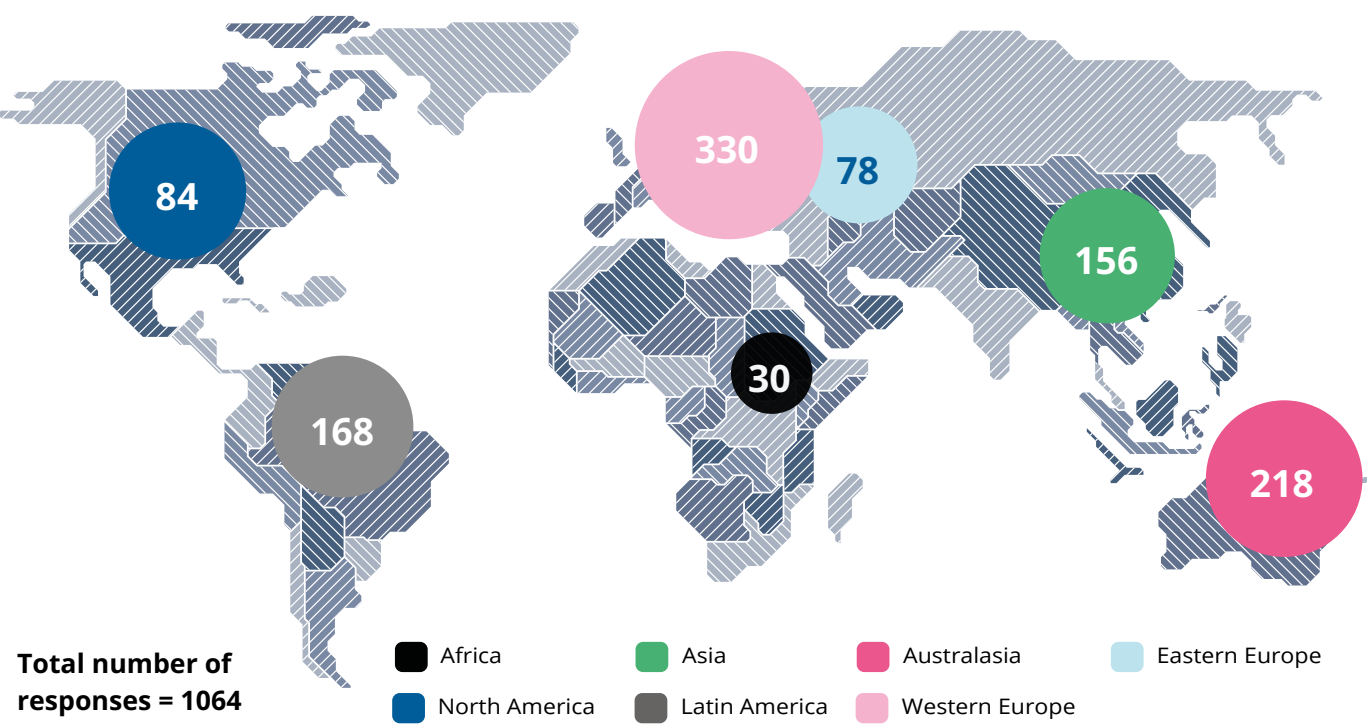 330
78
84
156
30
168
218
Total number of
responses = 1064
Africa
Asia
Australasia
Eastern Europe
North America
Latin America
Western Europe